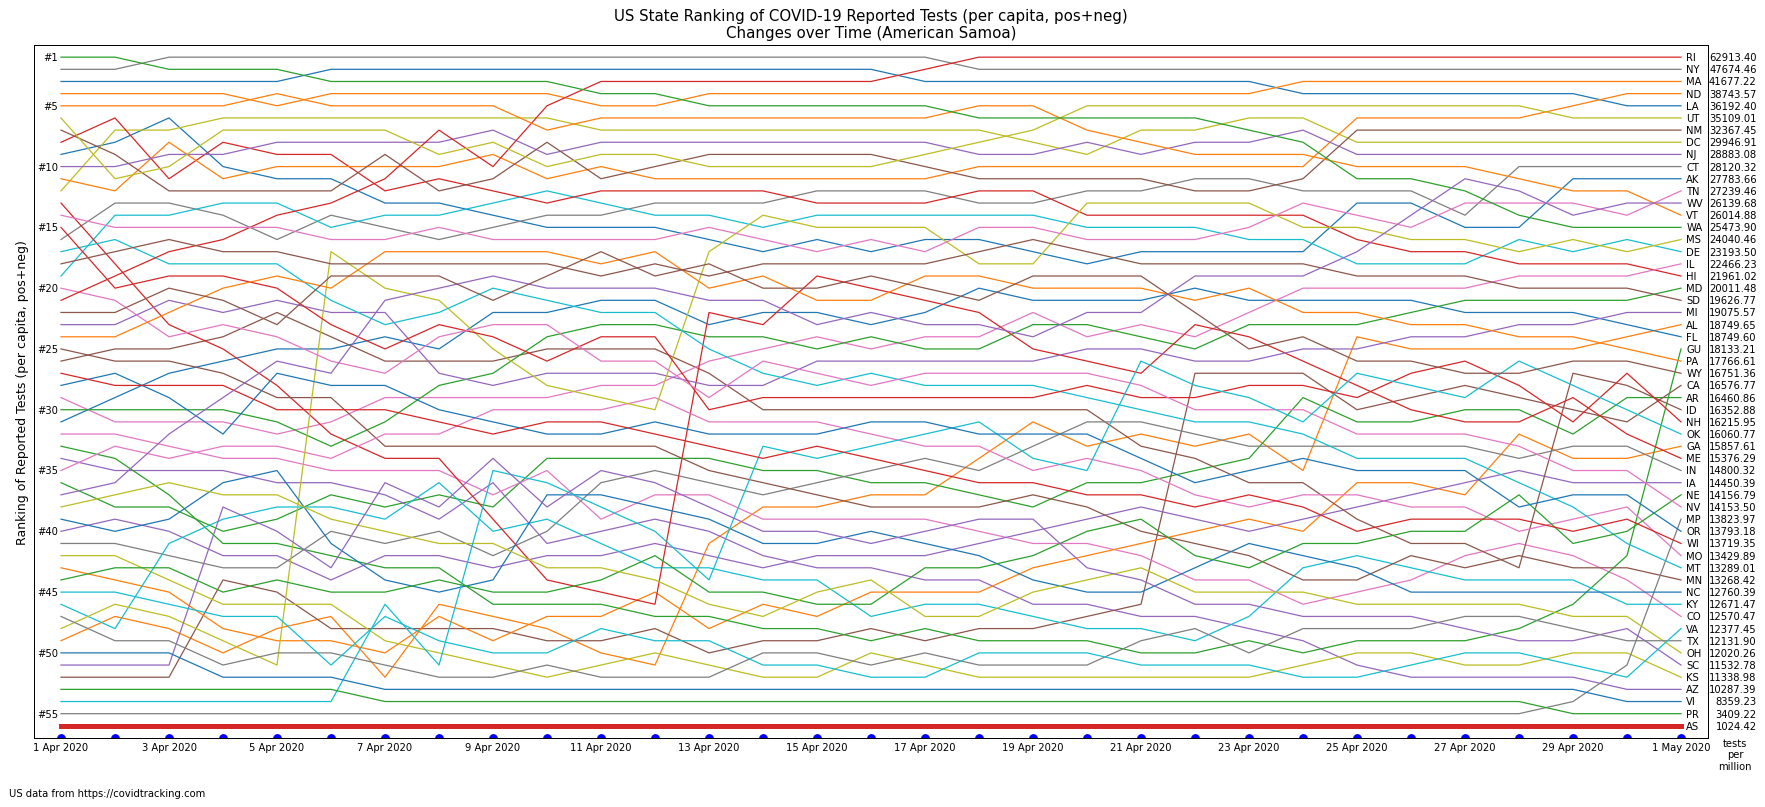 US State Ranking of COVID-19 Reported Tests (per capita, pos+neg)
Changes over Time (American Samoa)
Ranking of Reported Tests (per capita, pos+neg)
#1
#5
#10
#15
#20
#25
#30
#35
#40
#45
#50
#55
RI 62913.40
NY 47674.46
MA 41677.22
ND 38743.57
LA 36192.40
UT 35109.01
NM 32367.45
DC 29946.91
NJ 28883.08
CT 28120.32
AK 27783.66
TN 27239.46
WV 26139.68
VT 26014.88
WA 25473.90
MS 24040.46
DE 23193.50
IL 22466.23
HI 21961.02
MD 20011.48
SD 19626.77
MI 19075.57
AL 18749.65
FL 18749.60
GU 18133.21
PA 17766.61
WY 16751.36
CA 16576.77
AR 16460.86
ID 16352.88
NH 16215.95
OK 16060.77
GA 15857.61
ME 15376.29
IN 14800.32
IA 14450.39
NE 14156.79
NV 14153.50
MP 13823.97
OR 13793.18
WI 13719.35
MO 13429.89
MT 13289.01
MN 13268.42
NC 12760.39
KY 12671.47
CO 12570.47
VA 12377.45
TX 12131.90
OH 12020.26
SC 11532.78
KS 11338.98
AZ 10287.39
VI 8359.23
PR 3409.22
AS 1024.42
1 Apr 2020 3 Apr 2020 5 Apr 2020 7 Apr 2020 9 Apr 2020 11 Apr 2020 13 Apr 2020 15 Apr 2020 17 Apr 2020 19 Apr 2020 21 Apr 2020 23 Apr 2020 25 Apr 2020 27 Apr 2020 29 Apr 2020 1 May 2020
tests
per
million
US data from https://covidtracking.com